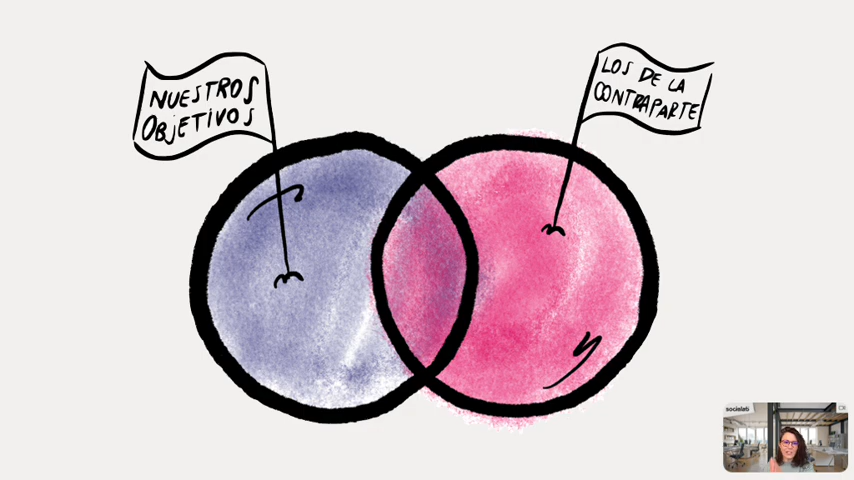 NUESTROS
OBJETIVOS
LOS DE LA
CONTRAPARTE
socialab